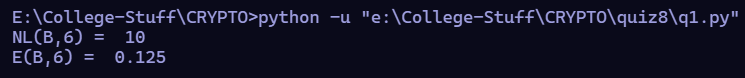 E:\College-Stuff\CRYPTO>python -u "e:\College-Stuff\CRYPTO\quiz8\q1.py"
NL(B,6) =  10
E(B,6) =  0.125